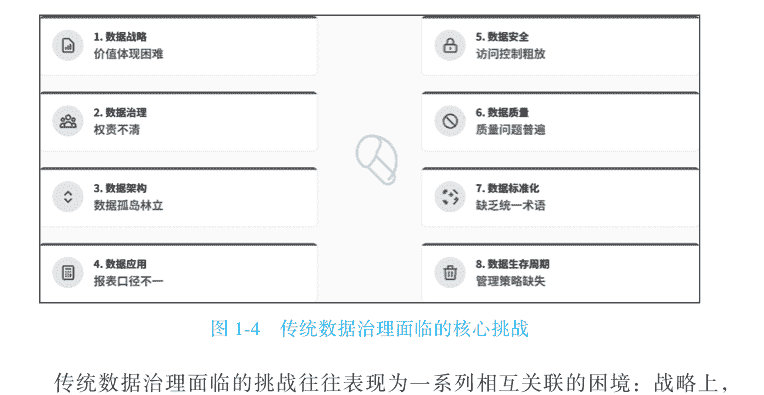 1. 数据战略
价值体现困难
2. 数据治理
权责不清
3. 数据架构
数据孤岛林立
4. 数据应用
报表口径不一
5. 数据安全
访问控制粗放
6. 数据质量
质量问题普遍
7. 数据标准化
缺乏统一术语
8. 数据生存周期
管理策略缺失
图 1-4 传统数据治理面临的核心挑战
传统数据治理面临的挑战往往表现为一系列相互关联的困境：战略上，